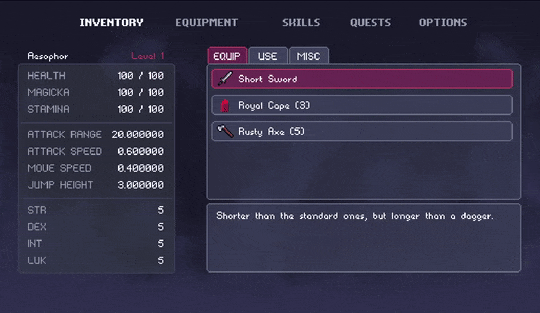 INVENTORY EQUIPMENT SKILLS QUESTS OPTIONS
Aesophor Level 1
HEALTH 100 / 100
MAGICKA 100 / 100
STAMINA 100 / 100
ATTACK RANGE 20.000000
ATTACK SPEED 0.600000
MOVE SPEED 0.400000
JUMP HEIGHT 3.000000
STR 5
DEX 5
INT 5
LUK 5
EQUIP USE MISC
Short Sword
Royal Cape (3)
Rusty Axe (5)
Shorter than the standard ones, but longer than a dagger.